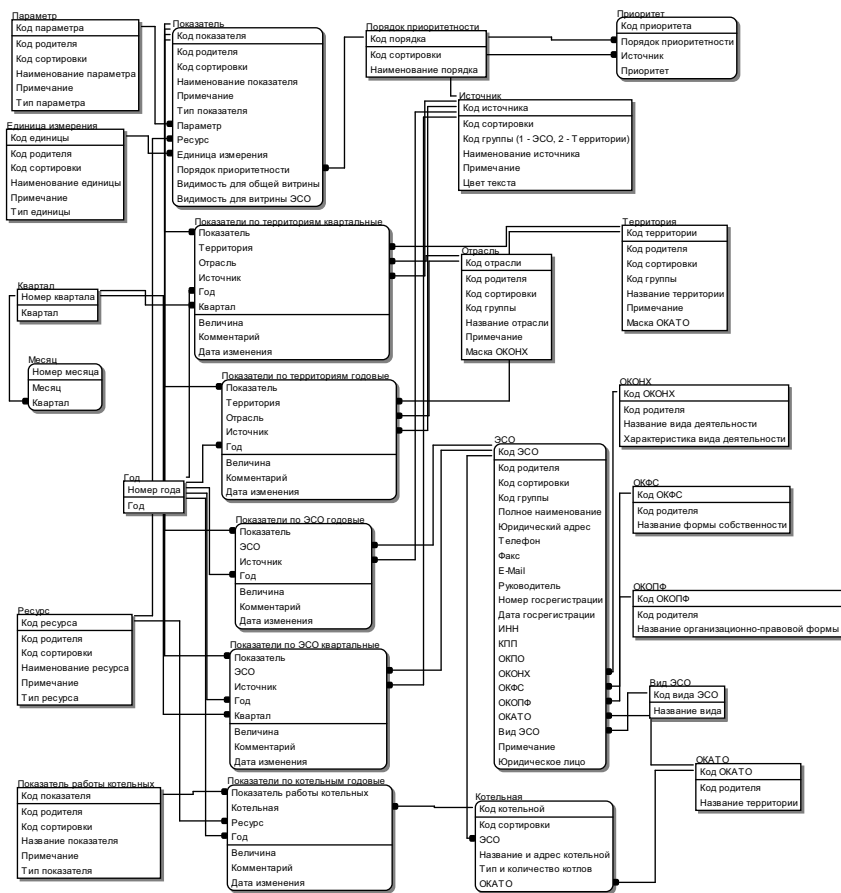 Параметр
Код параметра
Код родителя
Код сортировки
Наименование параметра
Примечание
Тип параметра
Показатель
Код показателя
Код родителя
Код сортировки
Наименование показателя
Примечание
Тип показателя
Параметр
Ресурс
Единица измерения
Порядок приоритетности
Видимость для общей витрины
Видимость для витрины ЭСО
Порядок приоритетности
Код порядка
Код сортировки
Наименование порядка
Приоритет
Код приоритета
Порядок приоритетности
Источник
Приоритет
Источник
Код источника
Код сортировки
Код группы (1 - ЭСО, 2 - Территории)
Наименование источника
Примечание
Цвет текста
Единица измерения
Код единицы
Код родителя
Код сортировки
Наименование единицы
Примечание
Тип единицы
Показатели по территориям квартальные
Показатель
Территория
Отрасль
Источник
Год
Квартал
Величина
Комментарий
Дата изменения
Территория
Код территории
Код родителя
Код сортировки
Код группы
Название территории
Примечание
Маска ОКАТО
Отрасль
Код отрасли
Код родителя
Код сортировки
Код группы
Название отрасли
Примечание
Маска ОКОНХ
Квартал
Номер квартала
Квартал
Месяц
Номер месяца
Месяц
Квартал
Показатели по территориям годовые
Показатель
Территория
Отрасль
Источник
Год
Величина
Комментарий
Дата изменения
ОКОНХ
Код ОКОНХ
Код родителя
Название вида деятельности
Характеристика вида деятельности
ЭСО
Код ЭСО
Код родителя
Код сортировки
Код группы
Полное наименование
Юридический адрес
Телефон
Факс
E-Mail
Руководитель
Номер госрегистрации
Дата госрегистрации
ИНН
КПП
ОКПО
ОКОНХ
ОКФС
ОКОПФ
ОКАТО
Вид ЭСО
Примечание
Юридическое лицо
Год
Номер года
Год
ОКФС
Код ОКФС
Код родителя
Название формы собственности
Показатели по ЭСО годовые
Показатель
ЭСО
Источник
Год
Величина
Комментарий
Дата изменения
ОКОПФ
Код ОКОПФ
Код родителя
Название организационно-правовой формы
Ресурс
Код ресурса
Код родителя
Код сортировки
Наименование ресурса
Примечание
Тип ресурса
Показатели по ЭСО квартальные
Показатель
ЭСО
Источник
Год
Квартал
Величина
Комментарий
Дата изменения
Вид ЭСО
Код вида ЭСО
Название вида
ОКАТО
Код ОКАТО
Код родителя
Название территории
Показатель работы котельных
Код показателя
Код родителя
Код сортировки
Название показателя
Примечание
Тип показателя
Показатели по котельным годовые
Показатель работы котельных
Котельная
Ресурс
Год
Величина
Комментарий
Дата изменения
Котельная
Код котельной
Код сортировки
ЭСО
Название и адрес котельной
Тип и количество котлов
ОКАТО